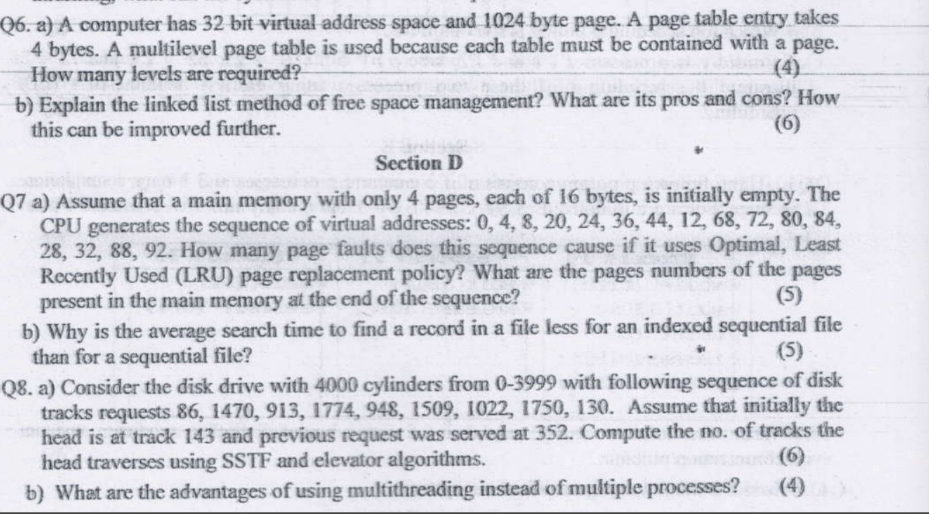 Q6. a) A computer has 32 bit virtual address space and 1024 byte page. A page table entry takes
4 bytes. A multilevel page table is used because each table must be contained with a page.
How many levels are required? (4)
b) Explain the linked list method of free space management? What are its pros and cons? How
this can be improved further. (6)
Section D
Q7 a) Assume that a main memory with only 4 pages, each of 16 bytes, is initially empty. The
CPU generates the sequence of virtual addresses: 0, 4, 8, 20, 24, 36, 44, 12, 68, 72, 80, 84,
28, 32, 88, 92. How many page faults does this sequence cause if it uses Optimal, Least
Recently Used (LRU) page replacement policy? What are the pages numbers of the pages
present in the main memory at the end of the sequence? (5)
b) Why is the average search time to find a record in a file less for an indexed sequential file
than for a sequential file? (5)
Q8. a) Consider the disk drive with 4000 cylinders from 0-3999 with following sequence of disk
tracks requests 86, 1470, 913, 1774, 948, 1509, 1022, 1750, 130. Assume that initially the
head is at track 143 and previous request was served at 352. Compute the no. of tracks the
head traverses using SSTF and elevator algorithms. (6)
b) What are the advantages of using multithreading instead of multiple processes? (4)